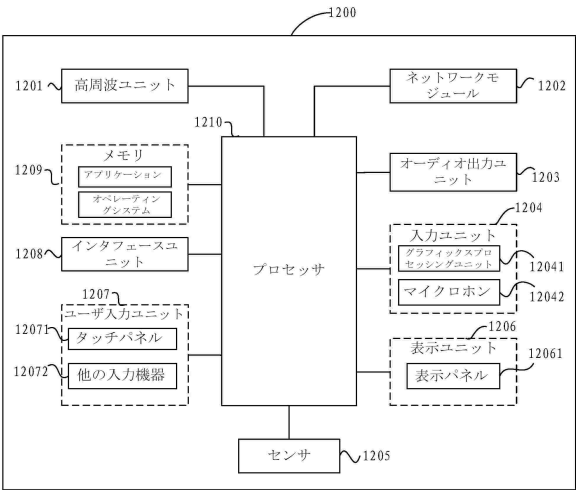 1200
1201
高周波ユニット
ネットワークモ
ジュール
1202
1210
メモリ
アプリケーション
オペレーティン
グシステム
1209
オーディオ出力ユ
ニット
1203
1204
入力ユニット
グラフィックスプロ
セッシングユニット
12041
マイクロホン
12042
1208
インタフェースユ
ニット
プロセッサ
1207
ユーザ入力ユニット
12071
タッチパネル
12072
他の入力機器
1206
表示ユニット
表示パネル
12061
センサ
1205